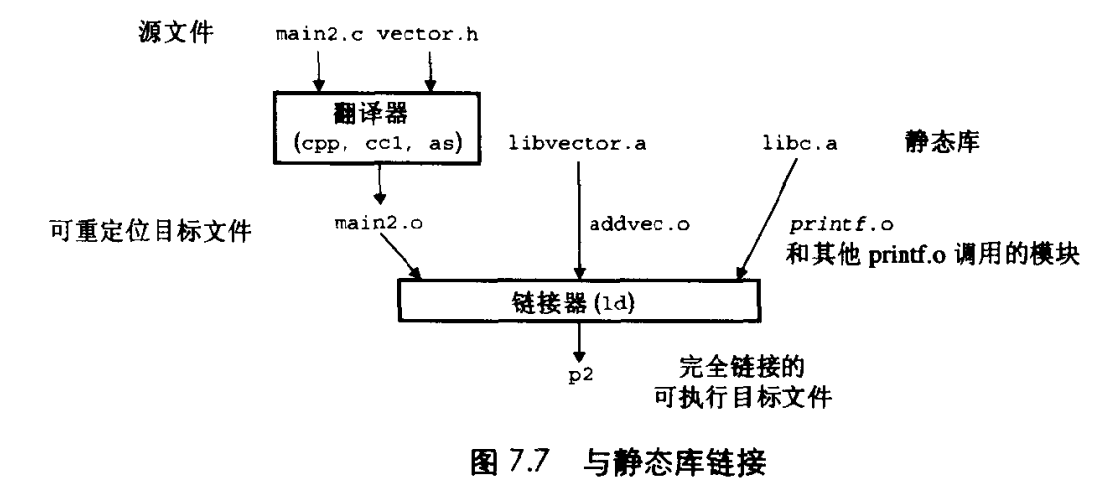 源文件 main2.c vector.h
翻译器
(cpp, cc1, as) libvector.a libc.a 静态库
可重定位目标文件 main2.o addvec.o printf.o
和其他 printf.o 调用的模块
链接器 (ld)
p2 完全链接的
可执行目标文件
图 7.7 与静态库链接